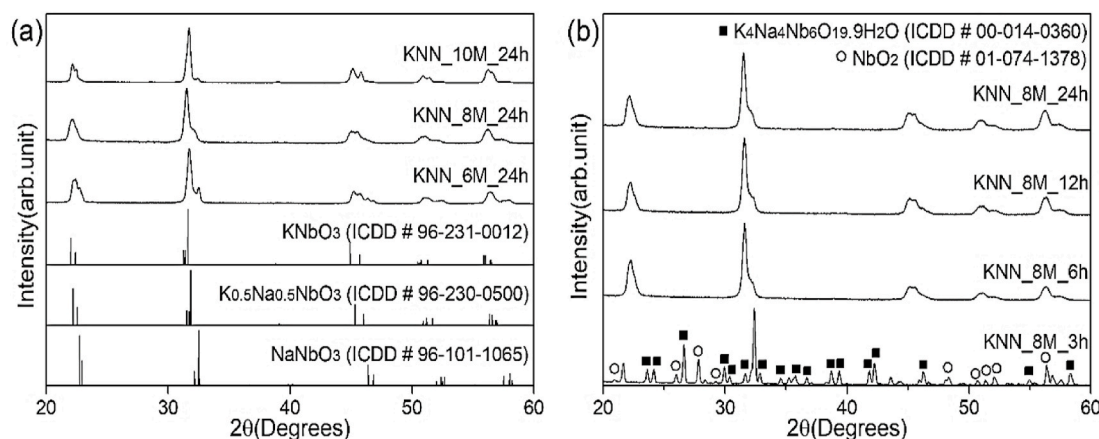 (a)
KNN_10M_24h
KNN_8M_24h
KNN_6M_24h
KNbO3 (ICDD # 96-231-0012)
K0.5Na0.5NbO3 (ICDD # 96-230-0500)
NaNbO3 (ICDD # 96-101-1065)
Intensity(arb.unit)
20 30 40 50 60
2θ(Degrees)
(b)
■ K4Na4Nb6O19.9H2O (ICDD # 00-014-0360)
○ NbO2 (ICDD # 01-074-1378)
KNN_8M_24h
KNN_8M_12h
KNN_8M_6h
KNN_8M_3h
Intensity(arb.unit)
20 30 40 50 60
2θ(Degrees)